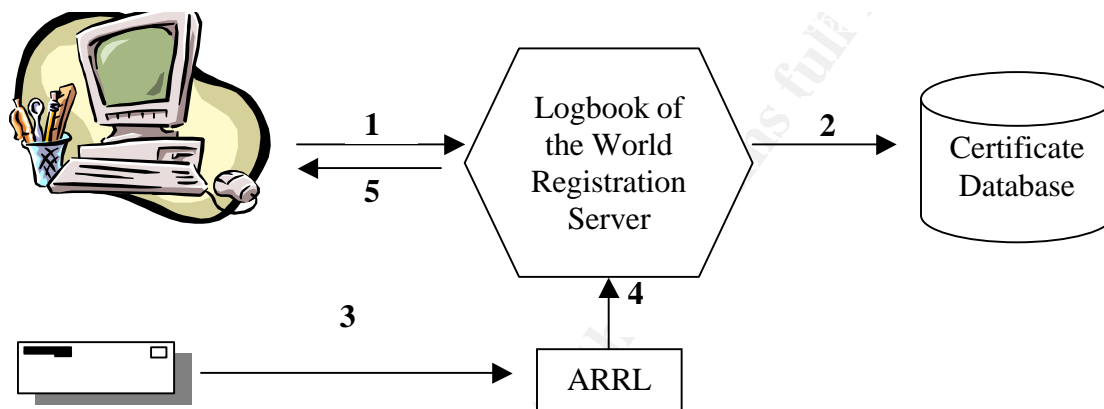 1
5
Logbook of
the World
Registration
Server
2
Certificate
Database
3
4
ARRL